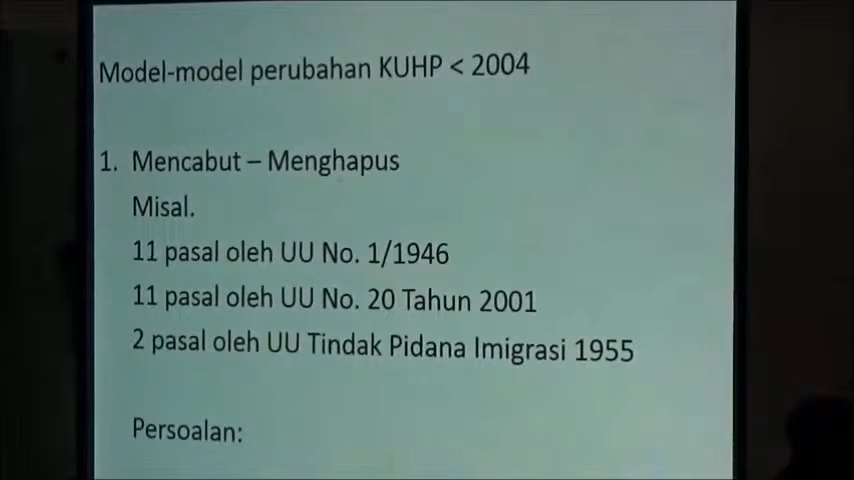 Model-model perubahan KUHP < 2004
1. Mencabut – Menghapus
Misal.
11 pasal oleh UU No. 1/1946
11 pasal oleh UU No. 20 Tahun 2001
2 pasal oleh UU Tindak Pidana Imigrasi 1955
Persoalan: